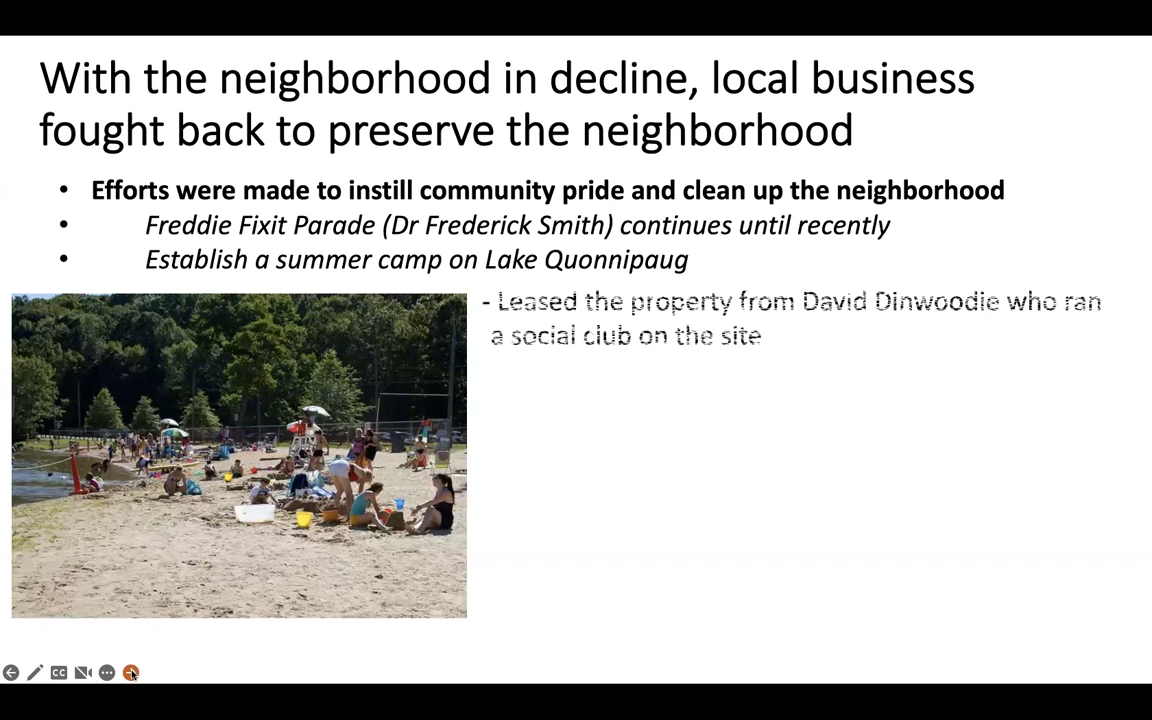 With the neighborhood in decline, local business
fought back to preserve the neighborhood
• Efforts were made to instill community pride and clean up the neighborhood
• Freddie Fixit Parade (Dr Frederick Smith) continues until recently
• Establish a summer camp on Lake Quonnipaug
- Leased the property from David Dinwoodie who ran
a social club on the site
CC